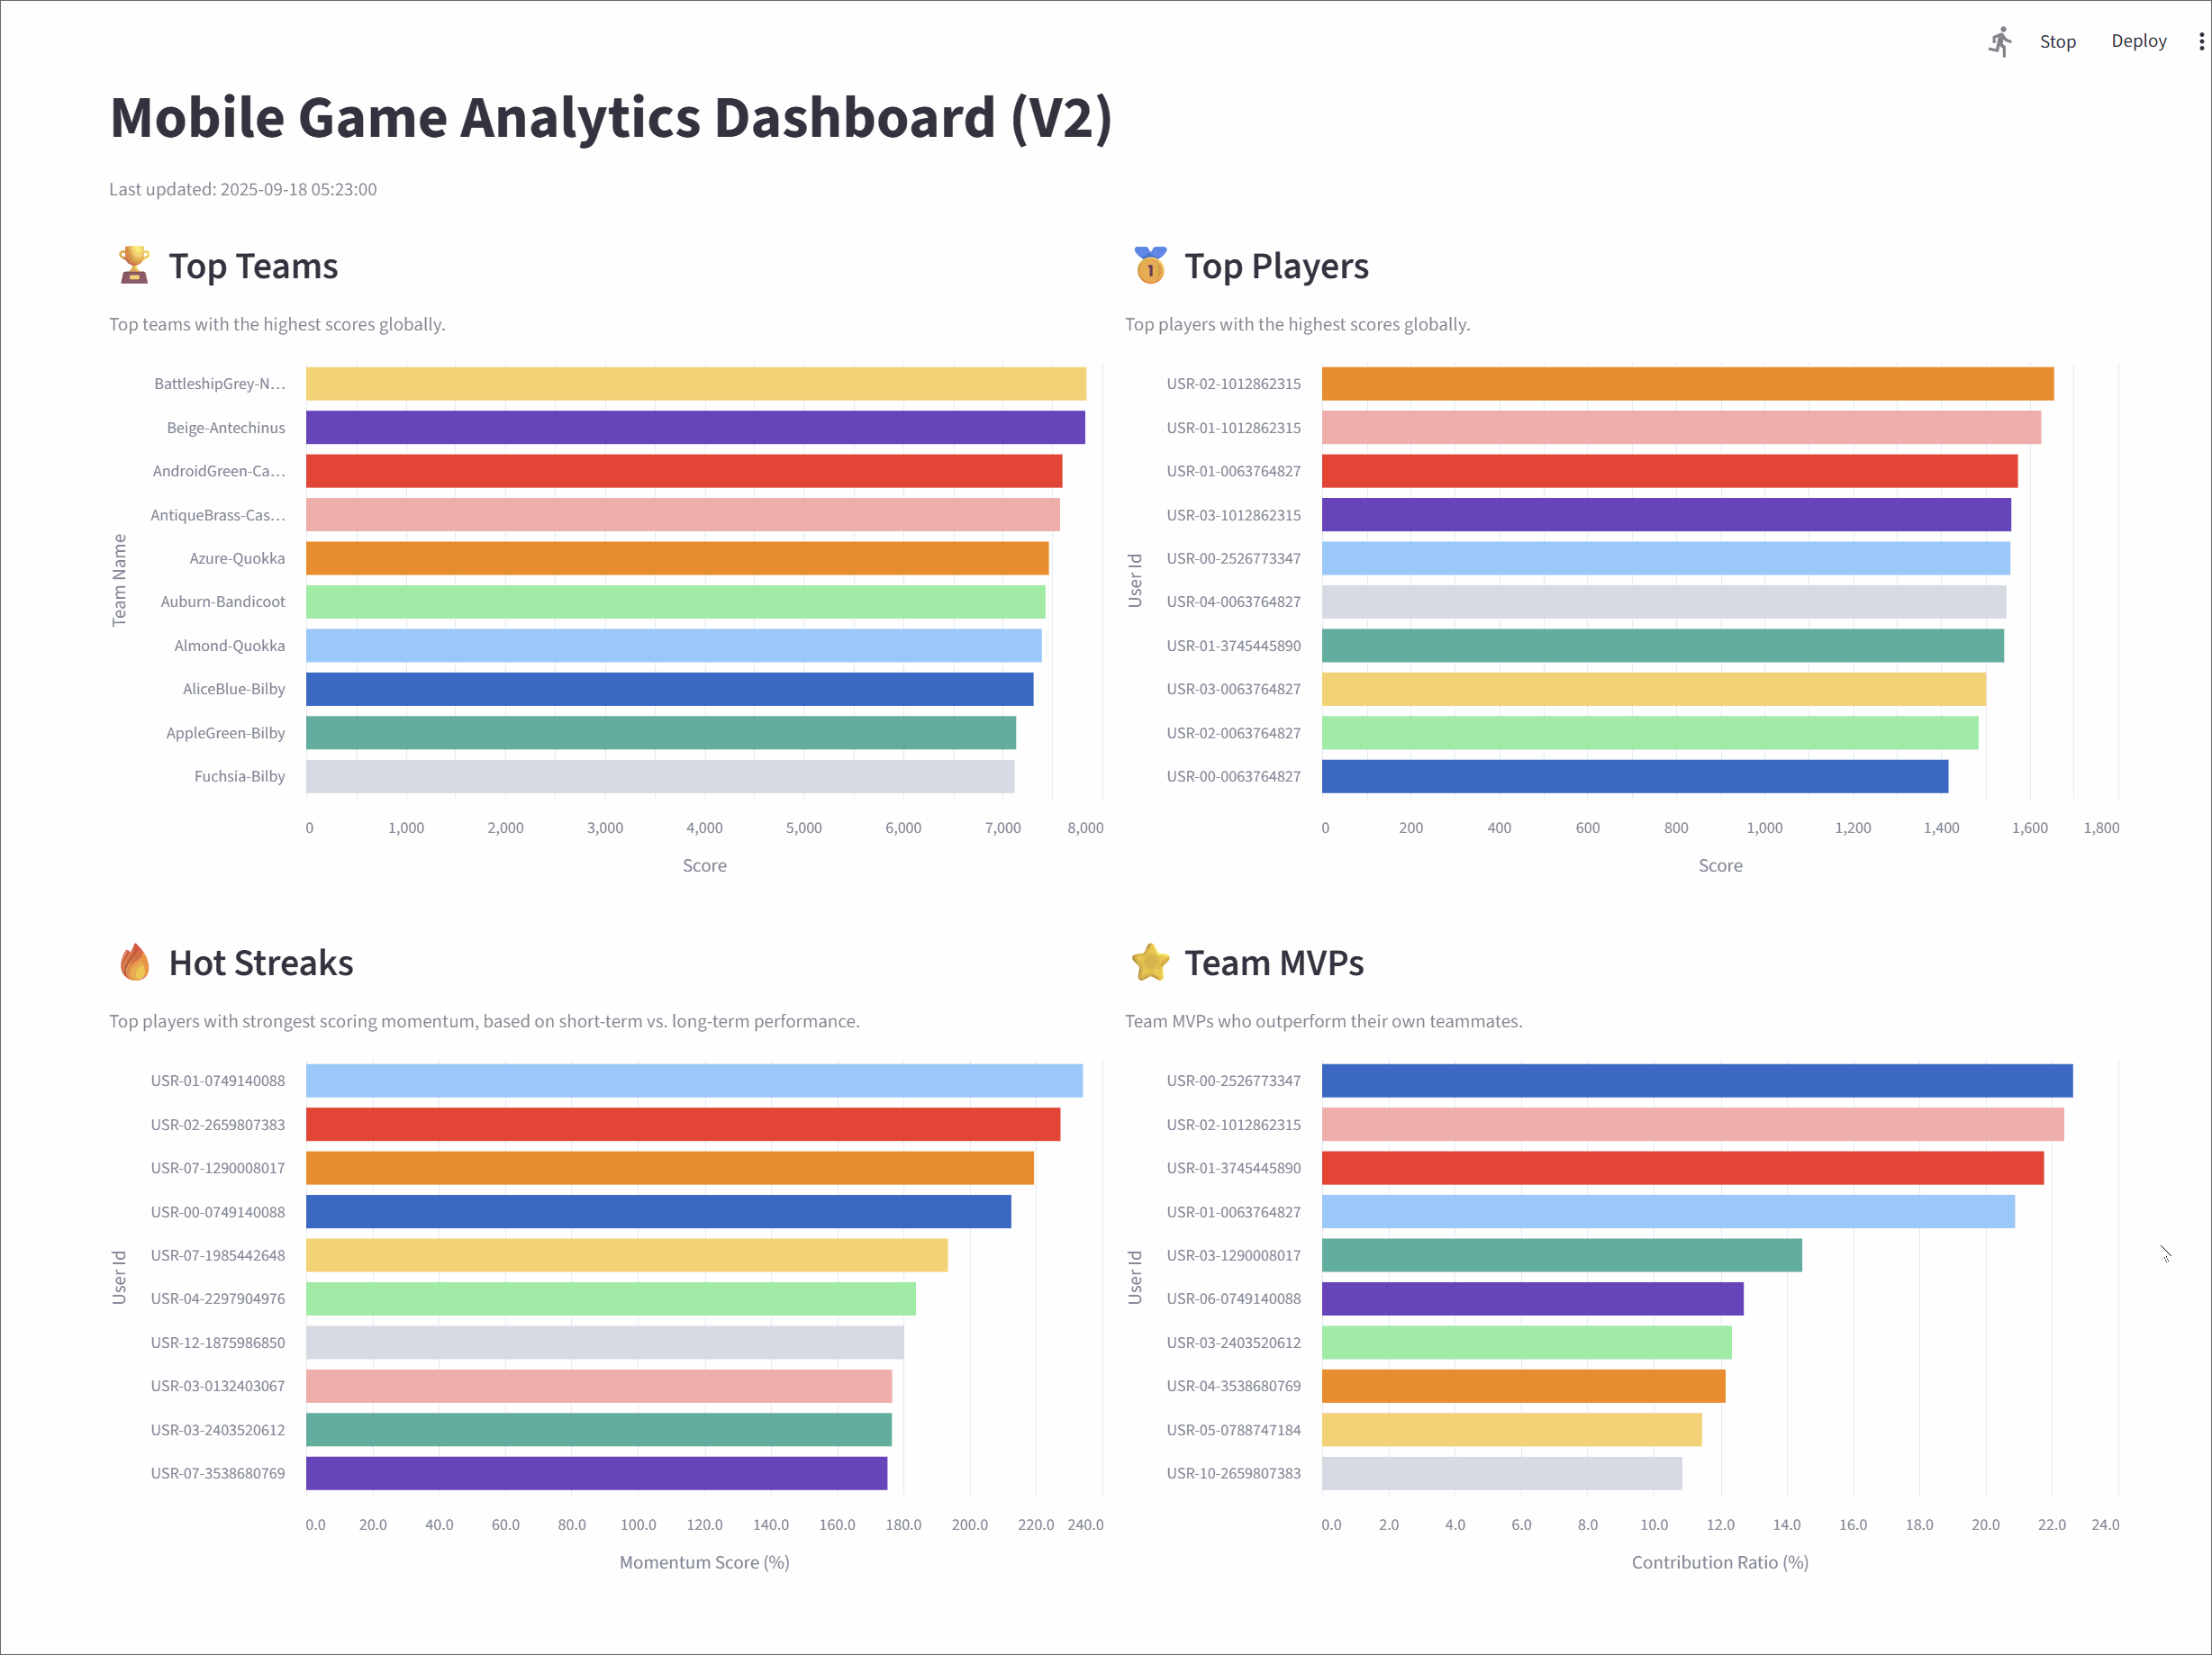 Stop Deploy
Mobile Game Analytics Dashboard (V2)
Last updated: 2025-09-18 05:23:00
Top Teams
Top teams with the highest scores globally.
Team Name
BattleshipGrey-N…
Beige-Antechinus
AndroidGreen-Ca…
AntiqueBrass-Cas…
Azure-Quokka
Auburn-Bandicoot
Almond-Quokka
AliceBlue-Bilby
AppleGreen-Bilby
Fuchsia-Bilby
0 1,000 2,000 3,000 4,000 5,000 6,000 7,000 8,000
Score
1
Top Players
Top players with the highest scores globally.
User Id
USR-02-1012862315
USR-01-1012862315
USR-01-0063764827
USR-03-1012862315
USR-00-2526773347
USR-04-0063764827
USR-01-3745445890
USR-03-0063764827
USR-02-0063764827
USR-00-0063764827
0 200 400 600 800 1,000 1,200 1,400 1,600 1,800
Score
Hot Streaks
Top players with strongest scoring momentum, based on short-term vs. long-term performance.
User Id
USR-01-0749140088
USR-02-2659807383
USR-07-1290008017
USR-00-0749140088
USR-07-1985442648
USR-04-2297904976
USR-12-1875986850
USR-03-0132403067
USR-03-2403520612
USR-07-3538680769
0.0 20.0 40.0 60.0 80.0 100.0 120.0 140.0 160.0 180.0 200.0 220.0 240.0
Momentum Score (%)
Team MVPs
Team MVPs who outperform their own teammates.
User Id
USR-00-2526773347
USR-02-1012862315
USR-01-3745445890
USR-01-0063764827
USR-03-1290008017
USR-06-0749140088
USR-03-2403520612
USR-04-3538680769
USR-05-0788747184
USR-10-2659807383
0.0 2.0 4.0 6.0 8.0 10.0 12.0 14.0 16.0 18.0 20.0 22.0 24.0
Contribution Ratio (%)